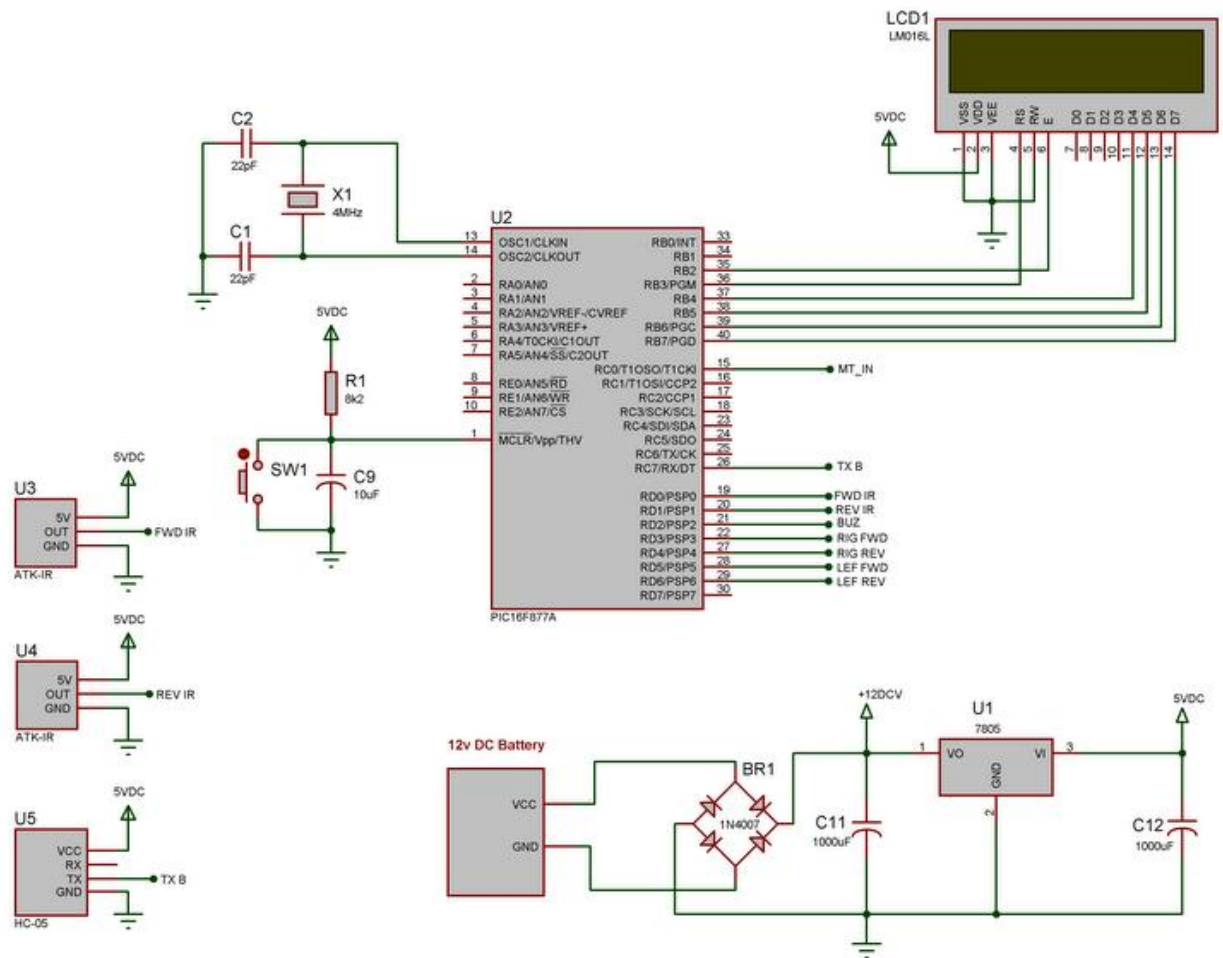 LCD1
LM016L
5VDC
VSS
VDD
VEE
RS
RW
E
D0
D1
D2
D3
D4
D5
D6
D7
1
2
3
4
5
6
7
8
9
10
11
12
13
14
C2
22pF
X1
4MHz
C1
22pF
U2
13 OSC1/CLKIN RB0/INT 33
14 OSC2/CLKOUT RB1 34
RB2 35
2 RA0/AN0 RB3/PGM 36
3 RA1/AN1 RB4 37
4 RA2/AN2/VREF-/CVREF RB5 38
5 RA3/AN3/VREF+ RB6/PGC 39
6 RA4/T0CKI/C1OUT RB7/PGD 40
7 RA5/AN4/SS/C2OUT
RC0/T1OSO/T1CKI 15 MT_IN
8 RE0/AN5/RD RC1/T1OSI/CCP2 16
9 RE1/AN6/WR RC2/CCP1 17
10 RE2/AN7/CS RC3/SCK/SCL 18
RC4/SDI/SDA 23
1 MCLR/Vpp/THV RC5/SDO 24
RC6/TX/CK 25
RC7/RX/DT 26 TX B
RD0/PSP0 19 FWD IR
RD1/PSP1 20 REV IR
RD2/PSP2 21 BUZ
RD3/PSP3 22 RIG FWD
RD4/PSP4 27 RIG REV
RD5/PSP5 28 LEF FWD
RD6/PSP6 29 LEF REV
RD7/PSP7 30
PIC16F877A
5VDC
R1
8k2
SW1
C9
10uF
U3
5VDC
5V
OUT FWD IR
GND
ATK-IR
U4
5VDC
5V
OUT REV IR
GND
ATK-IR
U5
5VDC
VCC
RX
TX TX B
GND
HC-05
12v DC Battery
VCC
GND
BR1
1N4007
+12DCV
C11
1000uF
U1
7805
1 VO VI 3
GND
2
5VDC
C12
1000uF